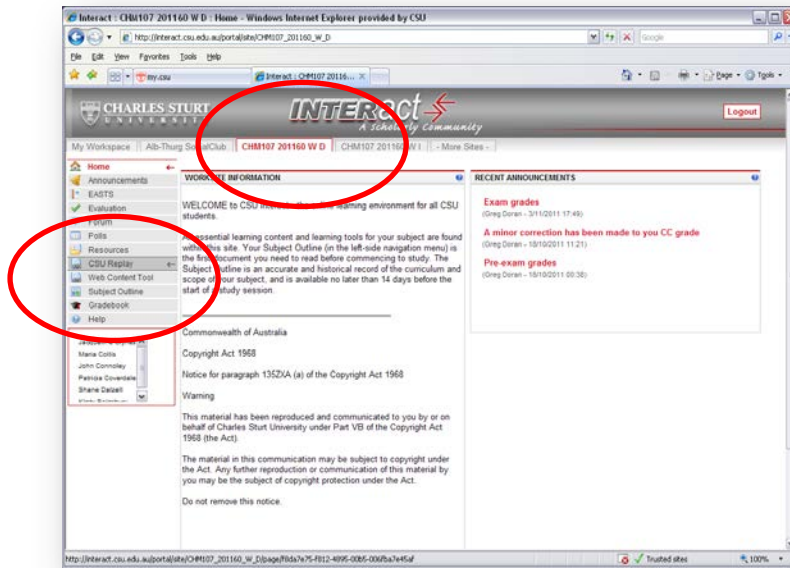 Interact : CHM107 201160 W D : Home - Windows Internet Explorer provided by CSU
http://interact.csu.edu.au/portal/site/CHM107_201160_W_D
Google
File Edit View Favorites Tools Help
my.csu
Interact : CHM107 20116...
Page Tools
CHARLES STURT
UNIVERSITY
INTERact
A scholarly community
Logout
My Workspace Alb-Thurg SocialClub CHM107 201160 W D CHM107 201160 W I - More Sites -
Home
Announcements
EASTS
Evaluation
Forum
Polls
Resources
CSU Replay
Web Content Tool
Subject Outline
Gradebook
Help
Maria Collis
John Connoley
Patricia Coverdale
Shane Dalzell
WORKSITE INFORMATION
WELCOME to CSU Interact, the online learning environment for all CSU
students.
All essential learning content and learning tools for your subject are found
within this site. Your Subject Outline (in the left-side navigation menu) is
the first document you need to read before commencing to study. The
Subject Outline is an accurate and historical record of the curriculum and
scope of your subject, and is available no later than 14 days before the
start of a study session.
Commonwealth of Australia
Copyright Act 1968
Notice for paragraph 135ZXA (a) of the Copyright Act 1968
Warning
This material has been reproduced and communicated to you by or on
behalf of Charles Sturt University under Part VB of the Copyright Act
1968 (the Act).
The material in this communication may be subject to copyright under
the Act. Any further reproduction or communication of this material by
you may be the subject of copyright protection under the Act.
Do not remove this notice.
RECENT ANNOUNCEMENTS
Exam grades
(Greg Doran - 3/11/2011 17:49)
A minor correction has been made to you CC grade
(Greg Doran - 18/10/2011 11:21)
Pre-exam grades
(Greg Doran - 16/10/2011 00:38)
Trusted sites
100%